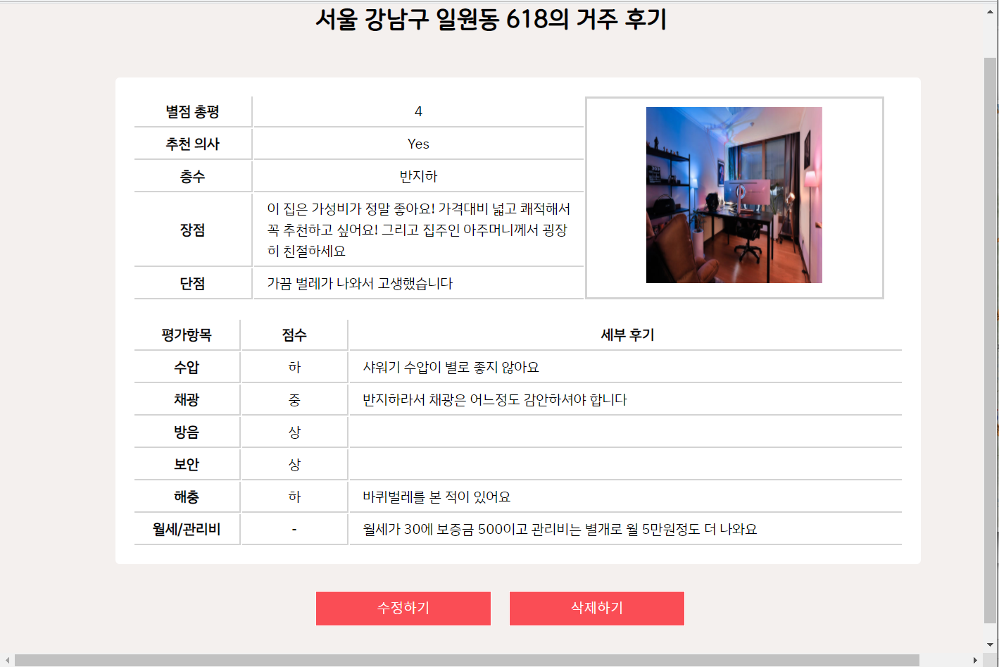 서울 강남구 일원동 618의 거주 후기
별점 총평 4
추천 의사 Yes
층수 반지하
장점 이 집은 가성비가 정말 좋아요! 가격대비 넓고 쾌적해서
꼭 추천하고 싶어요! 그리고 집주인 아주머니께서 굉장
히 친절하세요
단점 가끔 벌레가 나와서 고생했습니다
평가항목 점수 세부 후기
수압 하 샤워기 수압이 별로 좋지 않아요
채광 중 반지하라서 채광은 어느정도 감안하셔야 합니다
방음 상
보안 상
해충 하 바퀴벌레를 본 적이 있어요
월세/관리비 - 월세가 30에 보증금 500이고 관리비는 별개로 월 5만원정도 더 나와요
수정하기 삭제하기